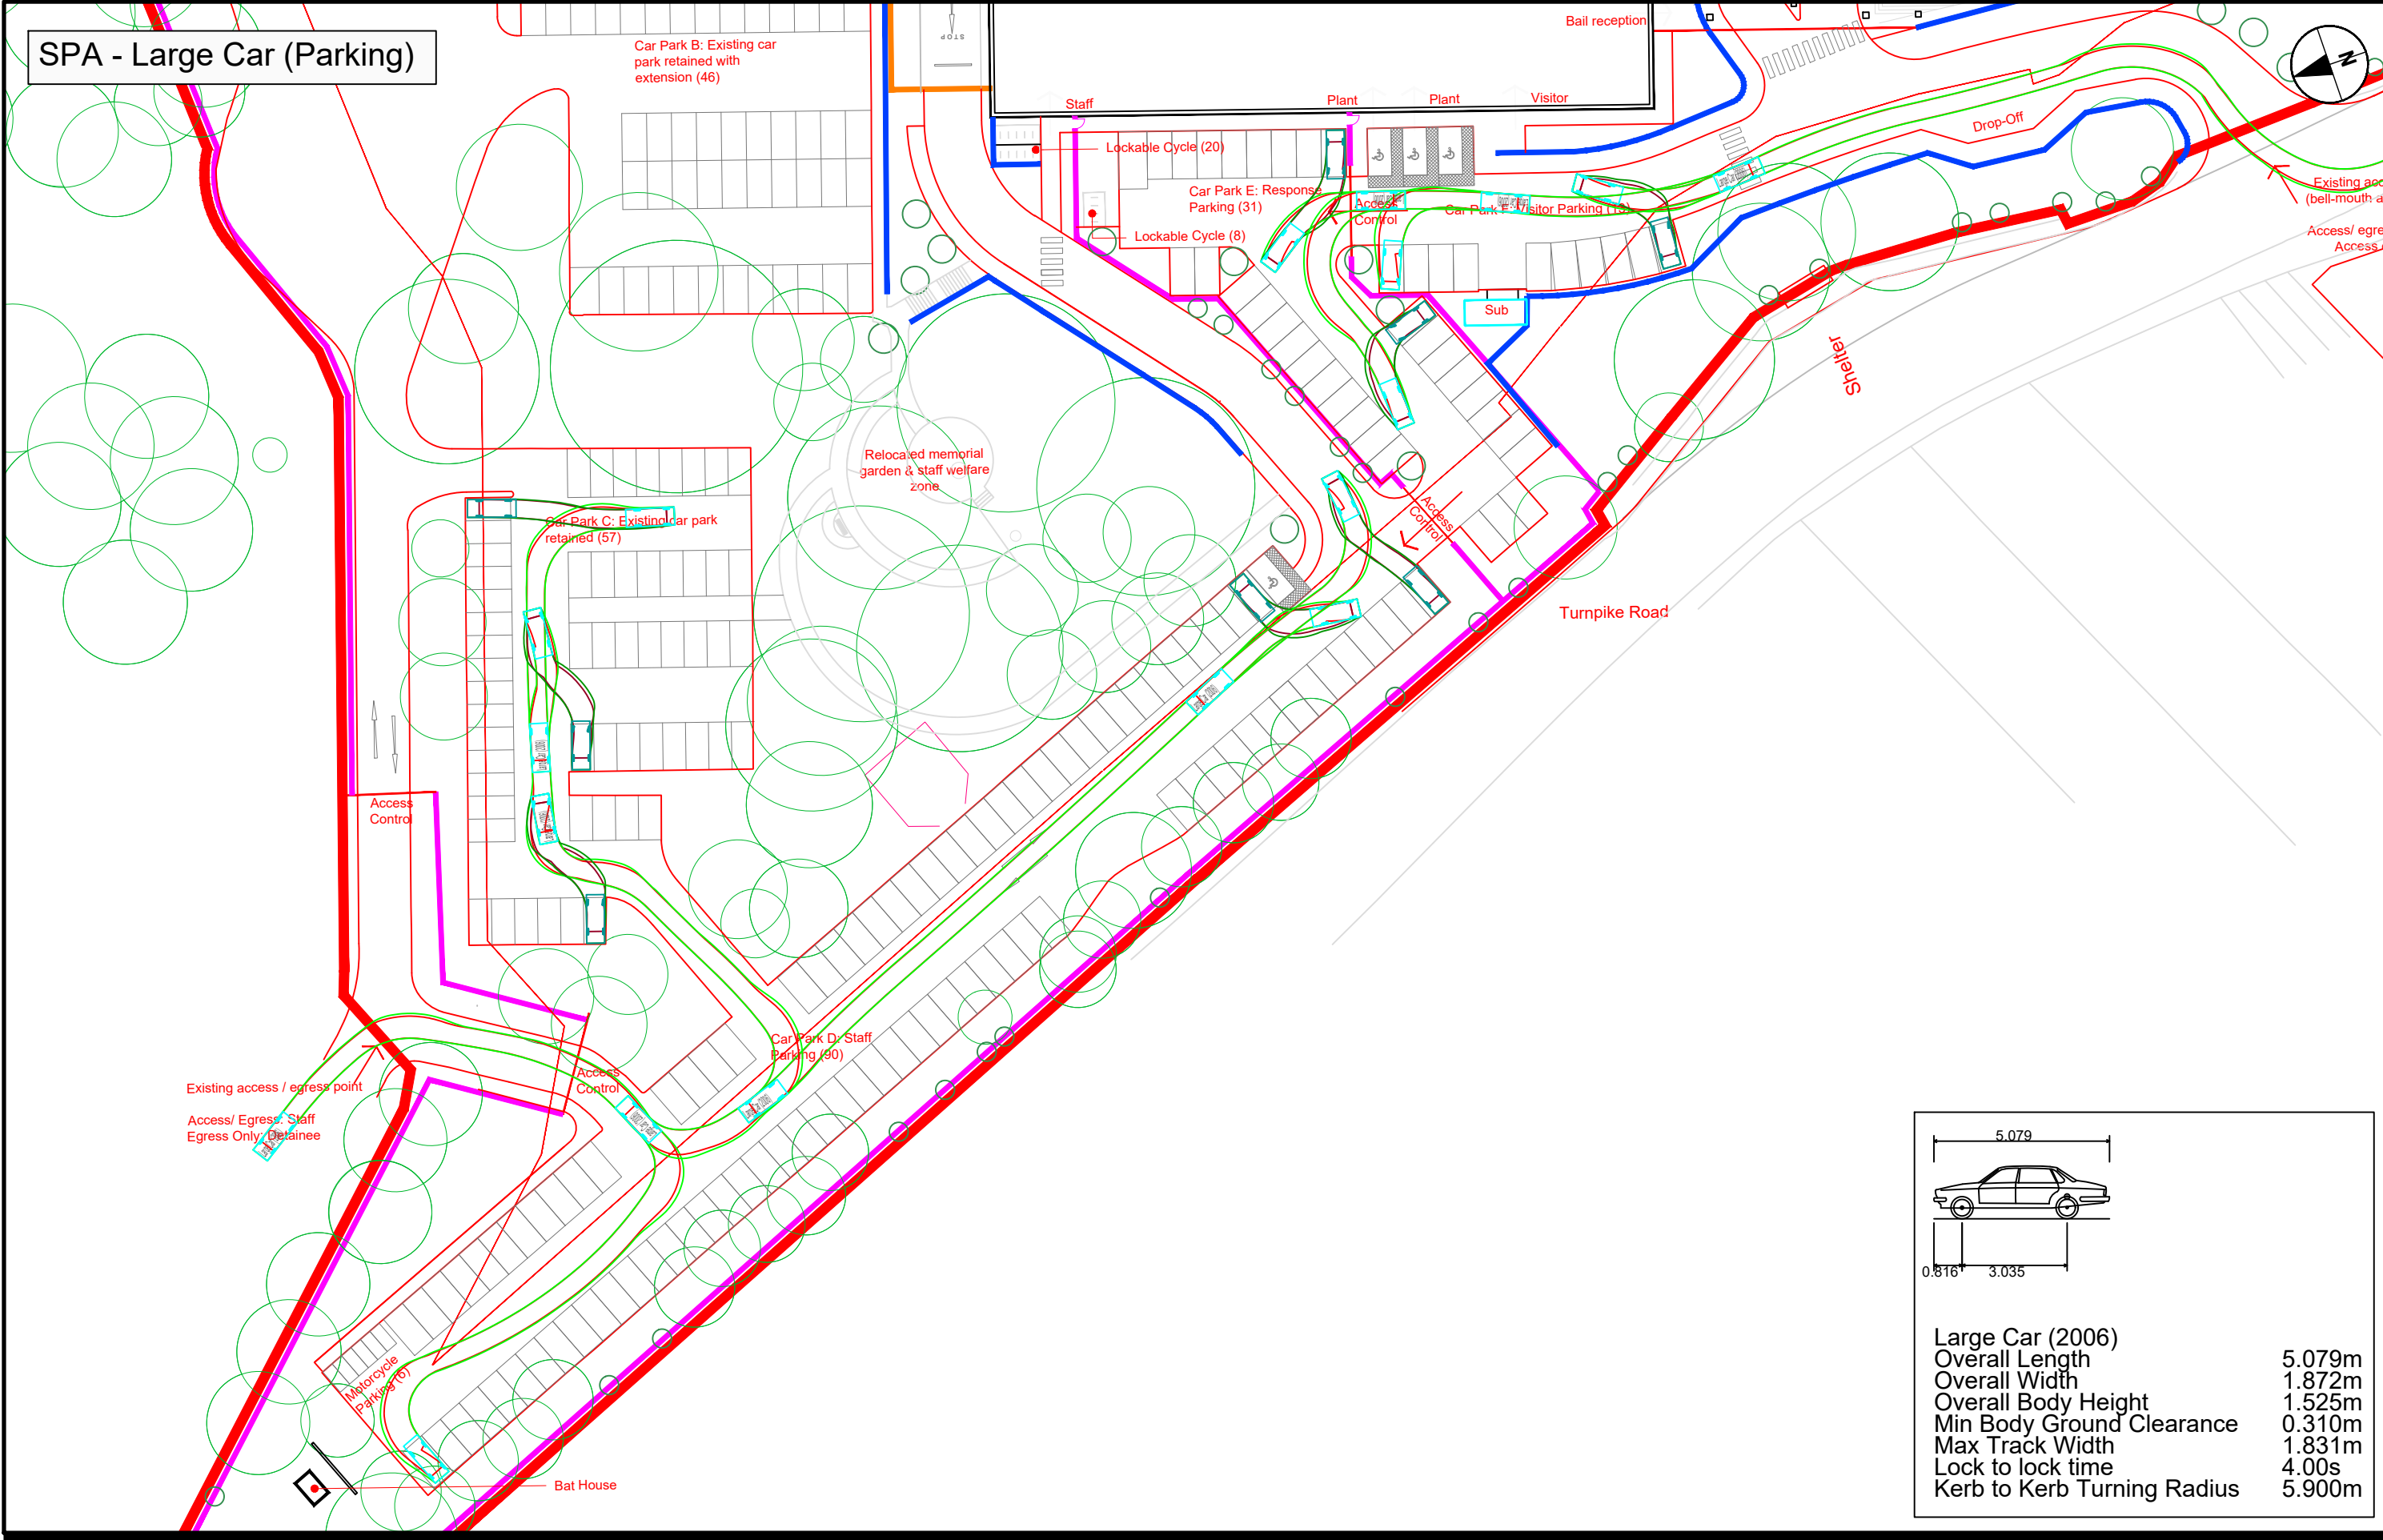 SPA - Large Car (Parking)
Car Park B: Existing car
park retained with
extension (46)
STOP
Bail reception
Staff
Plant
Plant
Visitor
N
Lockable Cycle (20)
Car Park E: Response
Parking (31)
Access
Control
Lockable Cycle (8)
Drop-Off
Existing
(bell-mouth
Access/
Access
Sub
Shelter
Relocated memorial
garden & staff welfare
zone
Car Park C: Existing car park
retained (57)
Access
Control
Turnpike Road
Access
Control
Car Park D: Staff
Parking (90)
Access
Control
Existing access / egress point
Access/ Egress: Staff
Egress Only: Detainee
Motorcycle
Parking (6)
Bat House
5.079
0.816
3.035
Large Car (2006)
Overall Length 5.079m
Overall Width 1.872m
Overall Body Height 1.525m
Min Body Ground Clearance 0.310m
Max Track Width 1.831m
Lock to lock time 4.00s
Kerb to Kerb Turning Radius 5.900m